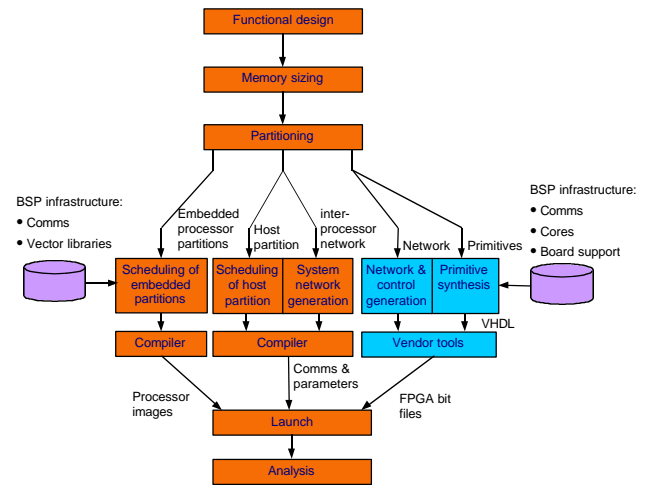 Functional design
Memory sizing
Partitioning
BSP infrastructure:
• Comms
• Vector libraries
Embedded
processor
partitions
Host
partition
inter-
processor
network
Network
Primitives
BSP infrastructure:
• Comms
• Cores
• Board support
Scheduling of
embedded
partitions
Scheduling
of host
partition
System
network
generation
Network &
control
generation
Primitive
synthesis
VHDL
Compiler
Compiler
Vendor tools
Processor
images
Comms &
parameters
FPGA bit
files
Launch
Analysis